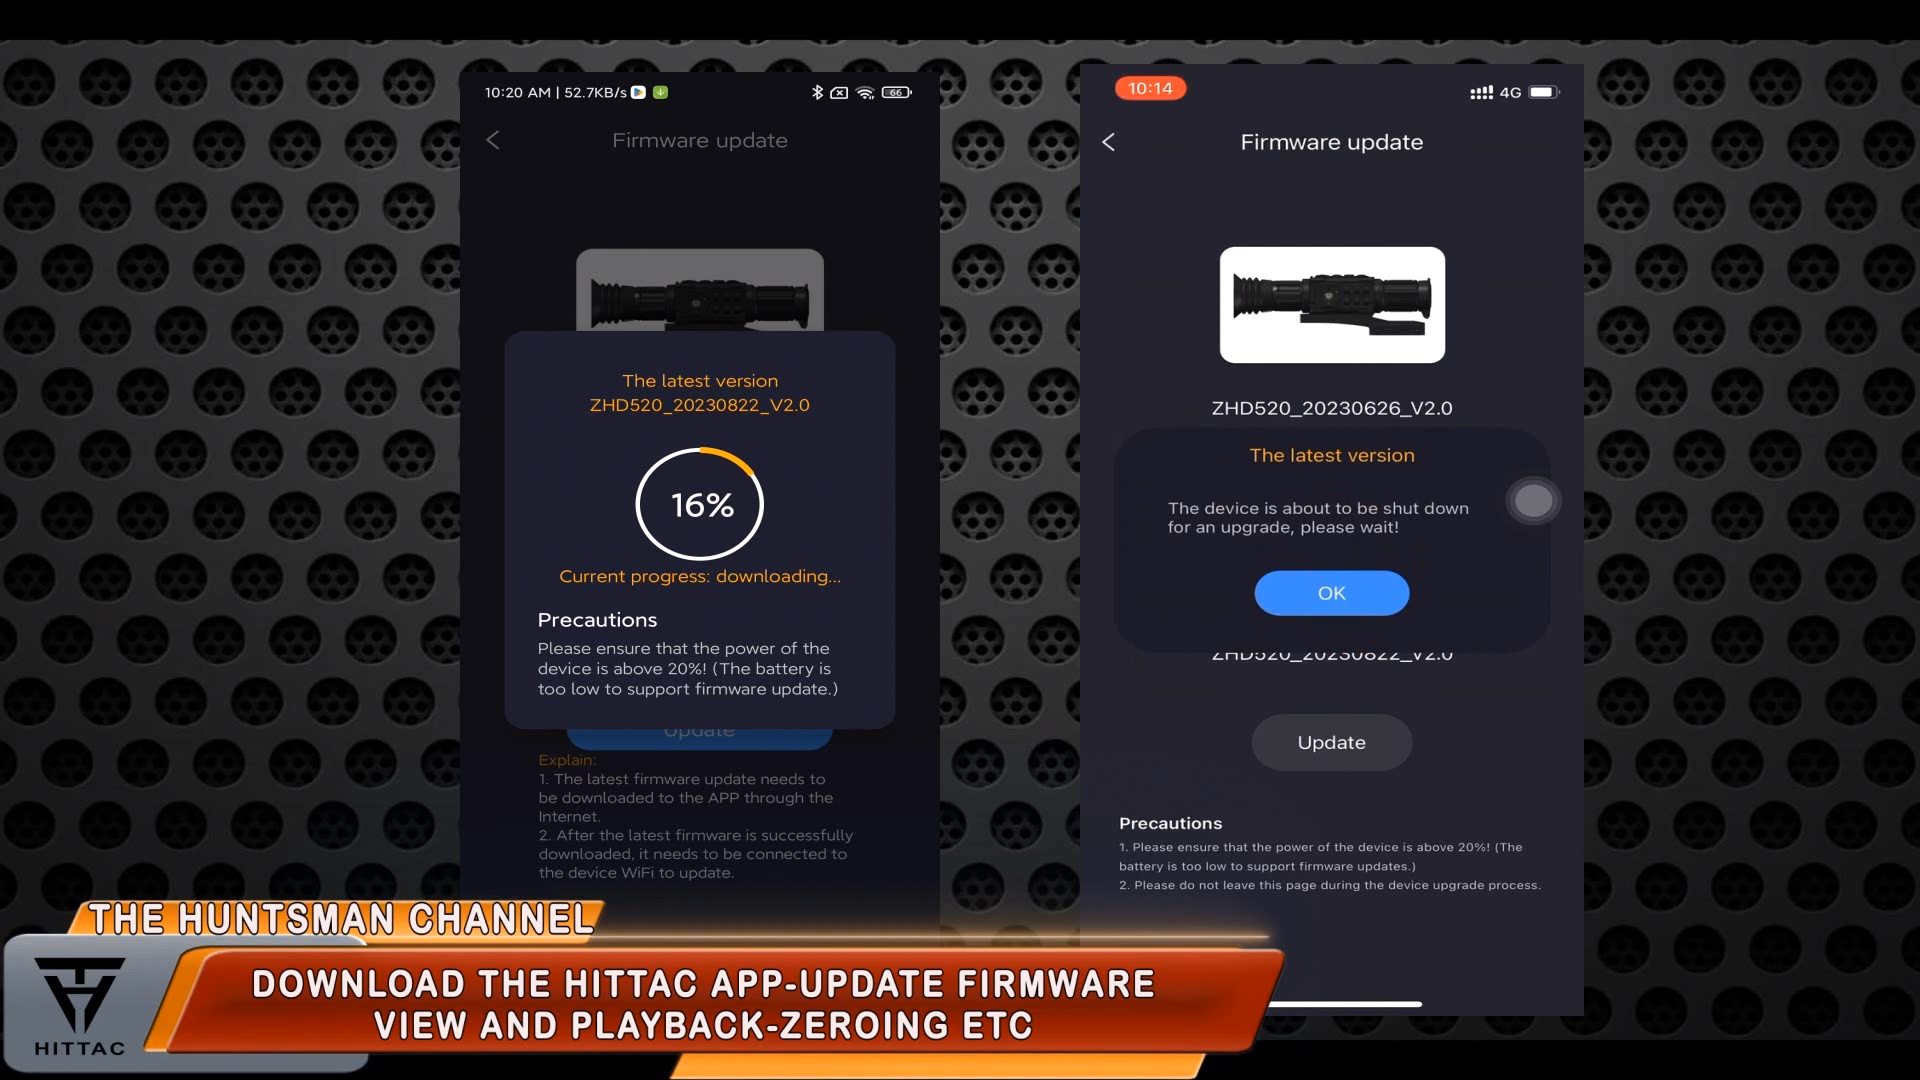 10:20 AM | 52.7KB/s
66
Firmware update
The latest version
ZHD520_20230822_V2.0
16%
Current progress: downloading...
Precautions
Please ensure that the power of the
device is above 20%! (The battery is
too low to support firmware update.)
Update
Explain:
1. The latest firmware update needs to
be downloaded to the APP through the
Internet.
2. After the latest firmware is successfully
downloaded, it needs to be connected to
the device WiFi to update.
10:14
4G
Firmware update
ZHD520_20230626_V2.0
The latest version
The device is about to be shut down
for an upgrade, please wait!
OK
ZHD520_20230822_V2.0
Update
Precautions
1. Please ensure that the power of the device is above 20%! (The
battery is too low to support firmware updates.)
2. Please do not leave this page during the device upgrade process.
THE HUNTSMAN CHANNEL
HITTAC
DOWNLOAD THE HITTAC APP-UPDATE FIRMWARE
VIEW AND PLAYBACK-ZEROING ETC